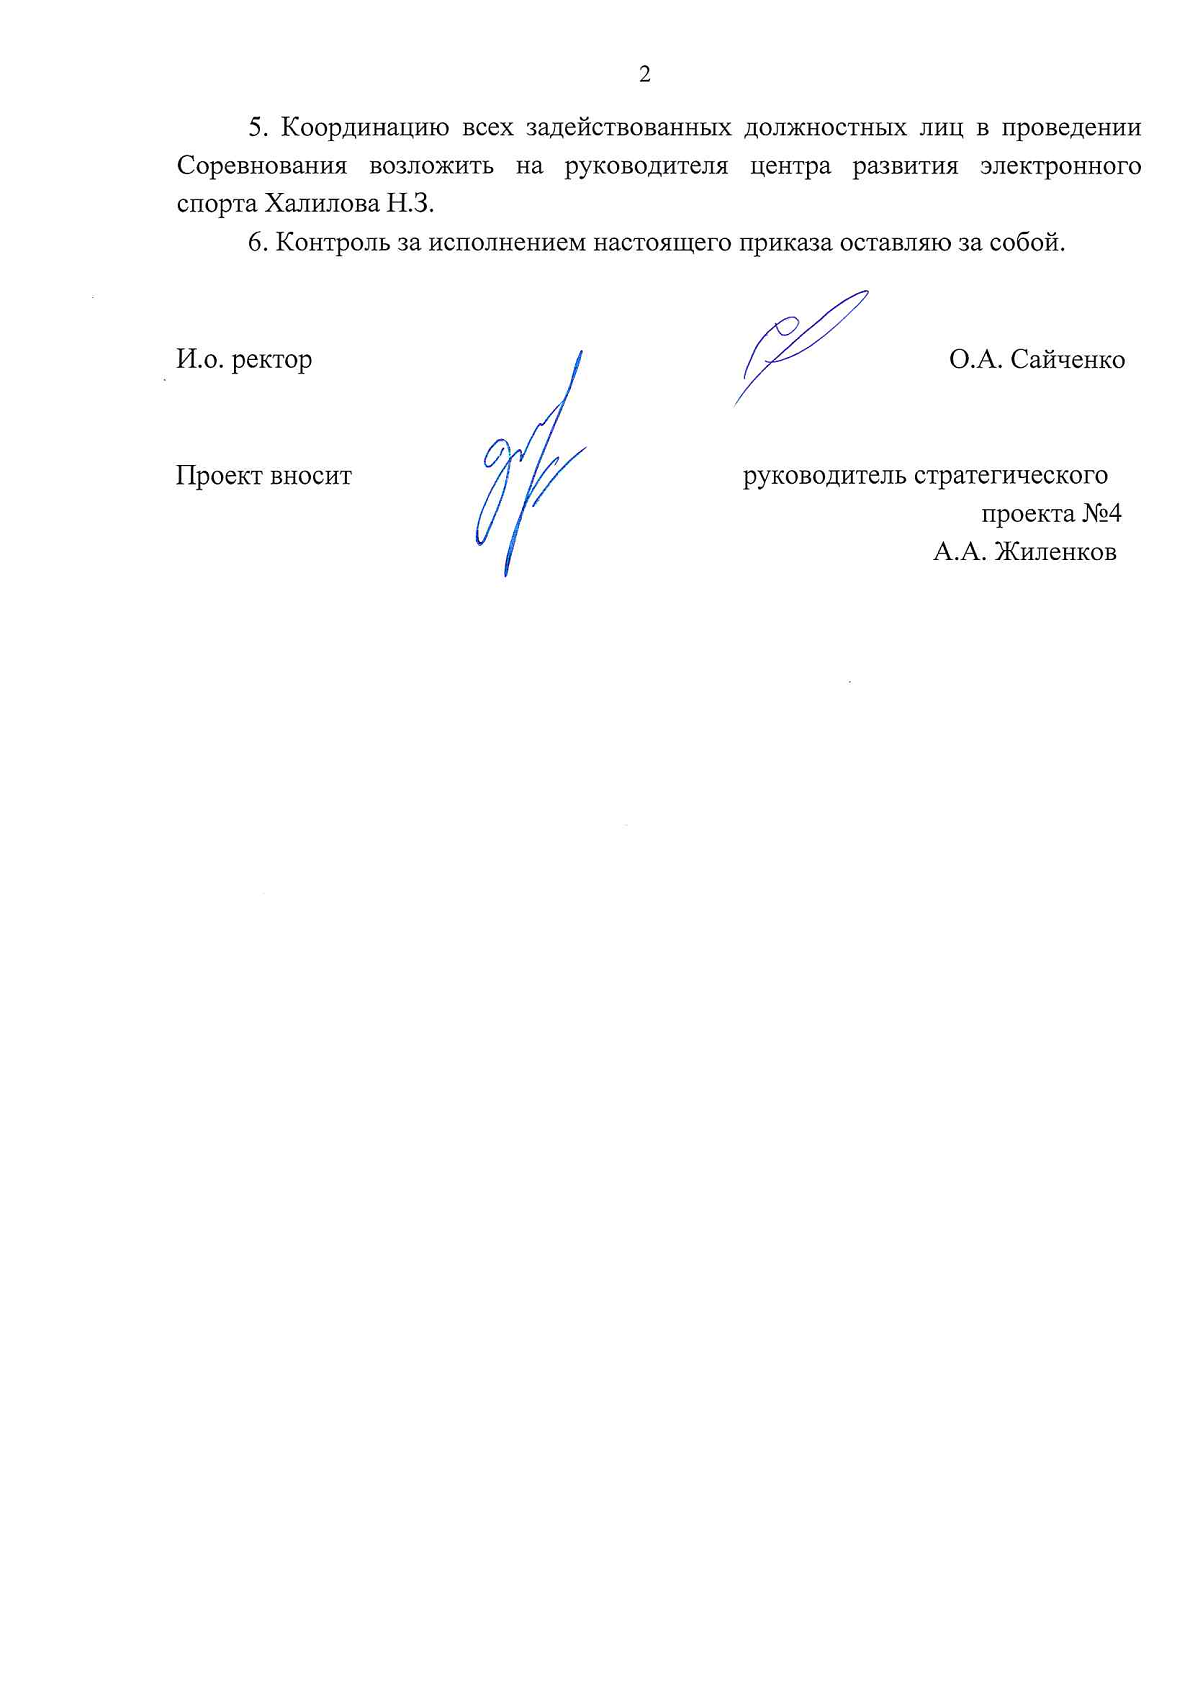 2
5. Координацию всех задействованных должностных лиц в проведении
Соревнования возложить на руководителя центра развития электронного
спорта Халилова Н.З.
6. Контроль за исполнением настоящего приказа оставляю за собой.
И.о. ректор О.А. Сайченко
Проект вносит руководитель стратегического
проекта №4
А.А. Жиленков